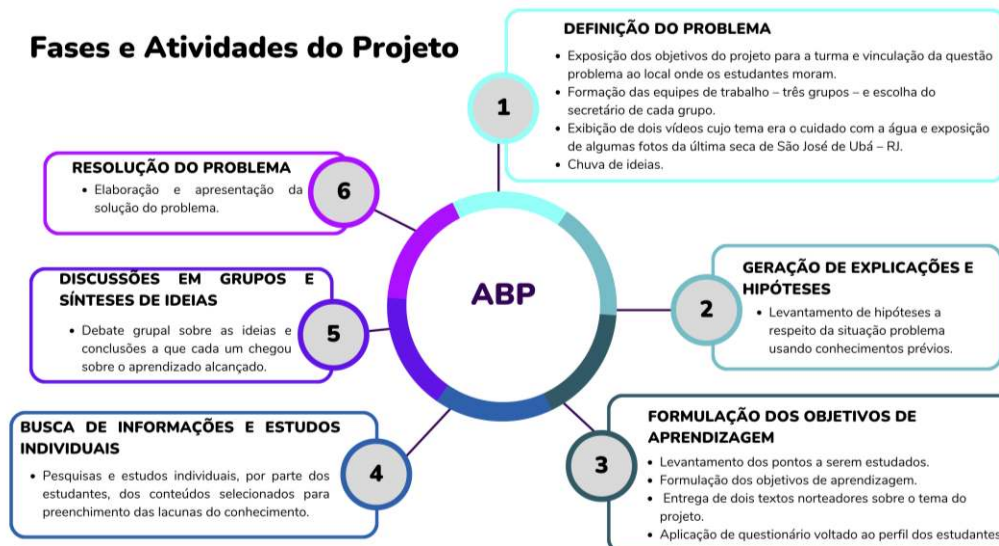 Fases e Atividades do Projeto
1
DEFINIÇÃO DO PROBLEMA
• Exposição dos objetivos do projeto para a turma e vinculação da questão
problema ao local onde os estudantes moram.
• Formação das equipes de trabalho – três grupos – e escolha do
secretário de cada grupo.
• Exibição de dois vídeos cujo tema era o cuidado com a água e exposição
de algumas fotos da última seca de São José de Ubá – RJ.
• Chuva de ideias.
ABP
2
GERAÇÃO DE EXPLICAÇÕES E
HIPÓTESES
• Levantamento de hipóteses a
respeito da situação problema
usando conhecimentos prévios.
3
FORMULAÇÃO DOS OBJETIVOS DE
APRENDIZAGEM
• Levantamento dos pontos a serem estudados.
• Formulação dos objetivos de aprendizagem.
• Entrega de dois textos norteadores sobre o tema do
projeto.
• Aplicação de questionário voltado ao perfil dos estudantes
4
BUSCA DE INFORMAÇÕES E ESTUDOS
INDIVIDUAIS
• Pesquisas e estudos individuais, por parte dos
estudantes, dos conteúdos selecionados para
preenchimento das lacunas do conhecimento.
5
DISCUSSÕES EM GRUPOS E
SÍNTESES DE IDEIAS
• Debate grupal sobre as ideias e
conclusões a que cada um chegou
sobre o aprendizado alcançado.
6
RESOLUÇÃO DO PROBLEMA
• Elaboração e apresentação da
solução do problema.